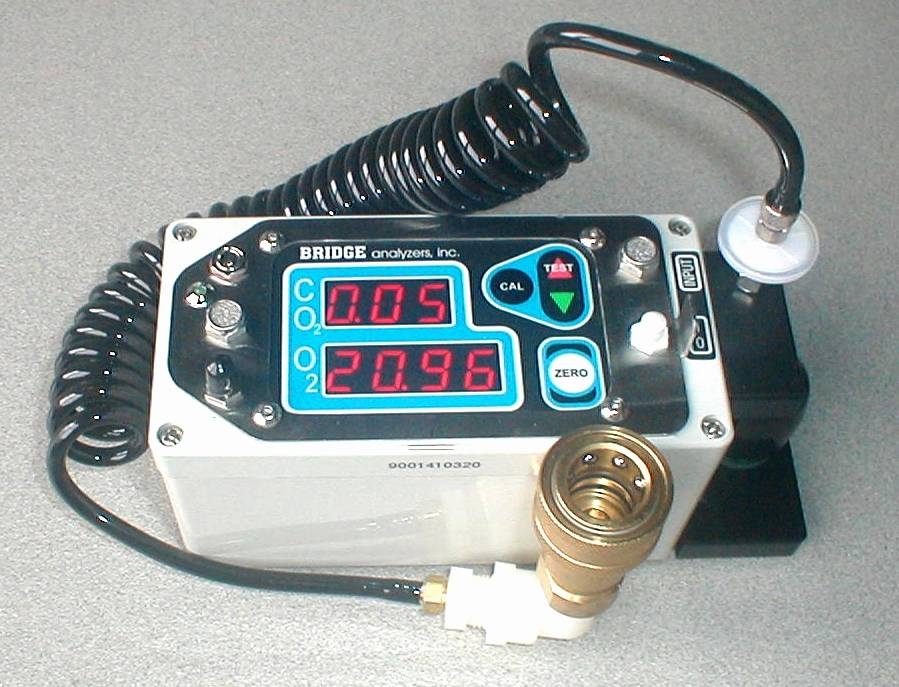 BRIDGE analyzers, inc.
CO2
0.05
O2
20.96
CAL
TEST
ZERO
INPUT
9001410320